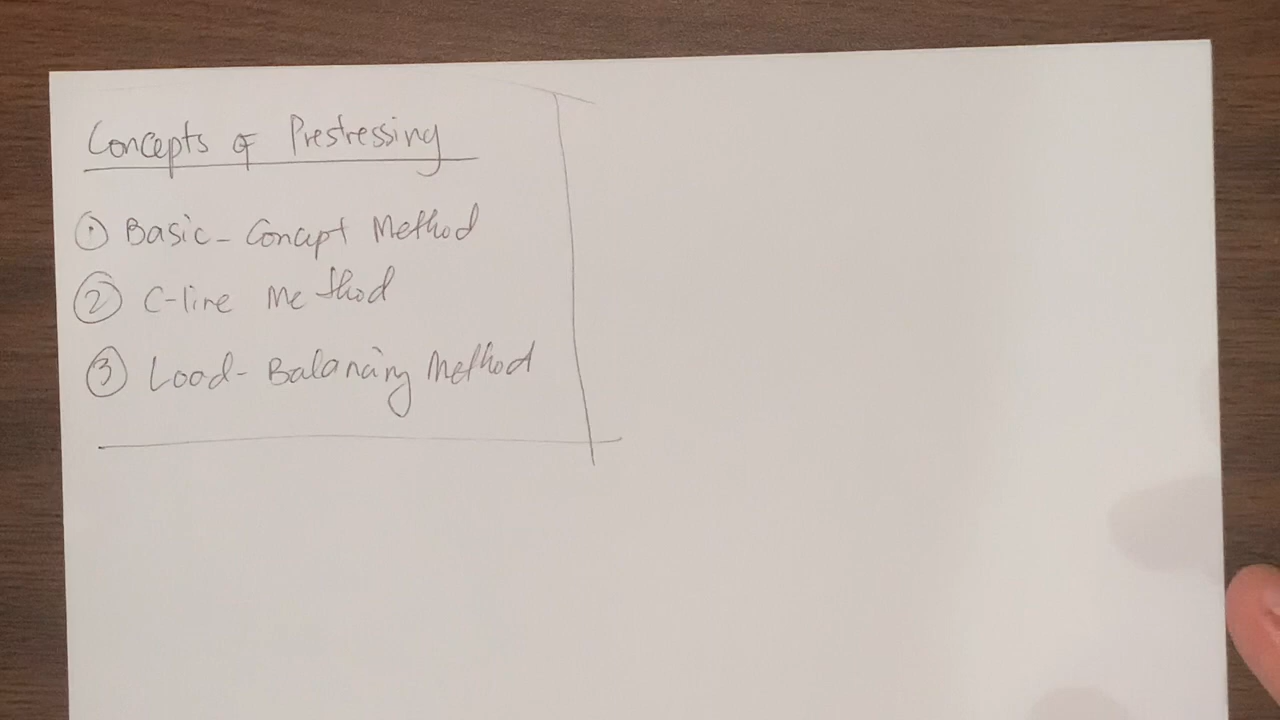 Concepts of Prestressing
① Basic-Concept Method
② C-line Method
③ Load-Balancing Method